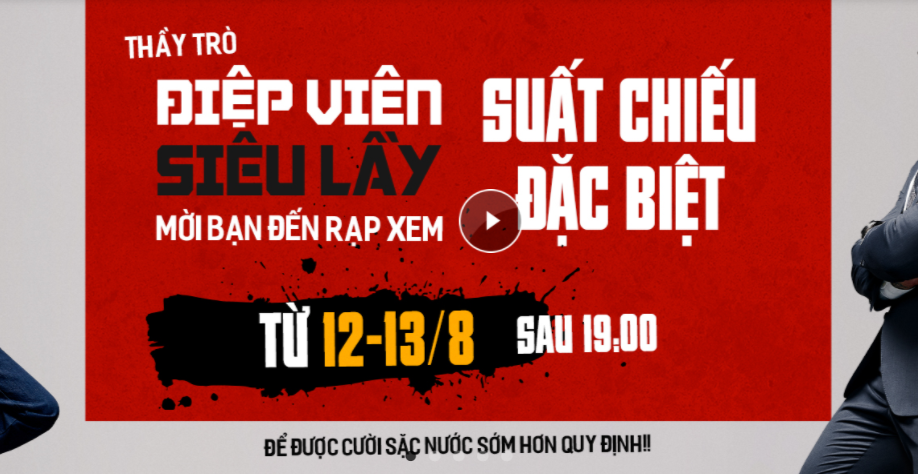 THẦY TRÒ
ĐIỆP VIÊN
SIÊU LẦY
MỜI BẠN ĐẾN RẠP XEM
SUẤT CHIẾU
ĐẶC BIỆT
TỪ 12-13/8 SAU 19:00
ĐỂ ĐƯỢC CƯỜI SẶC NƯỚC SỚM HƠN QUY ĐỊNH!!